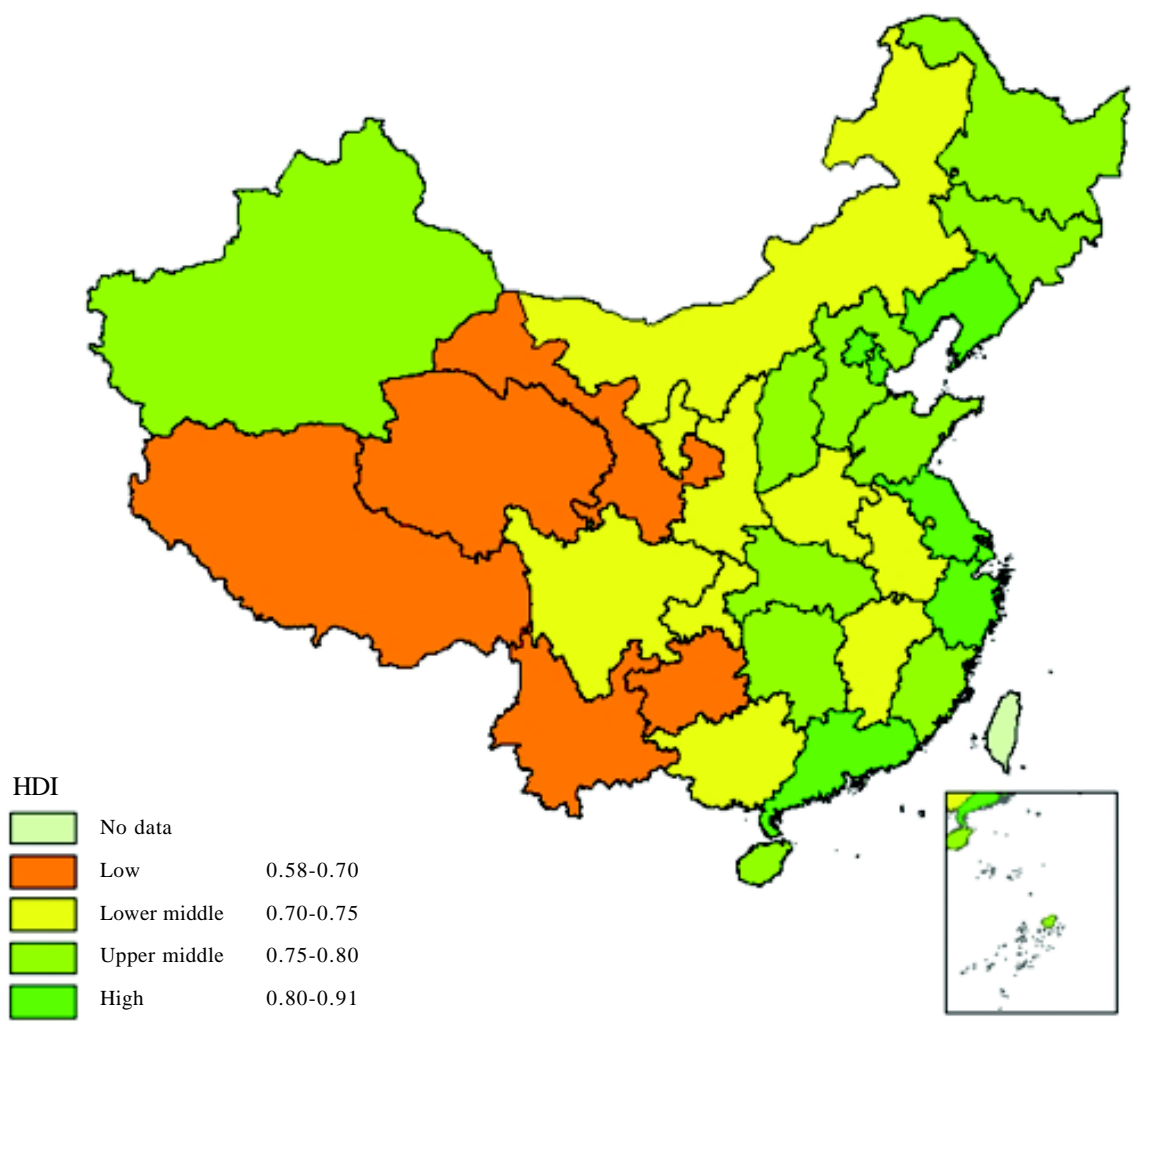 HDI
No data
Low 0.58-0.70
Lower middle 0.70-0.75
Upper middle 0.75-0.80
High 0.80-0.91